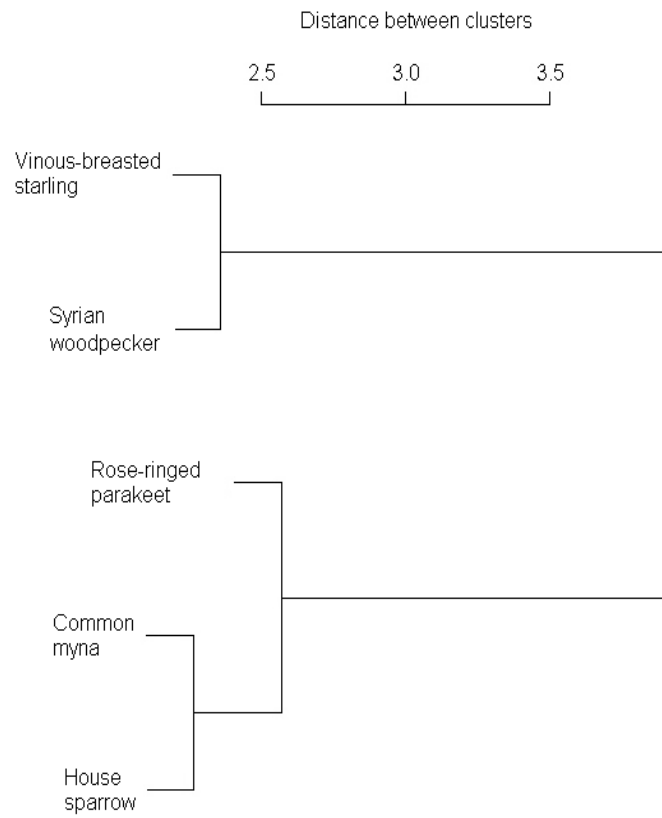 Distance between clusters
2.5 3.0 3.5
Vinous-breasted
starling
Syrian
woodpecker
Rose-ringed
parakeet
Common
myna
House
sparrow